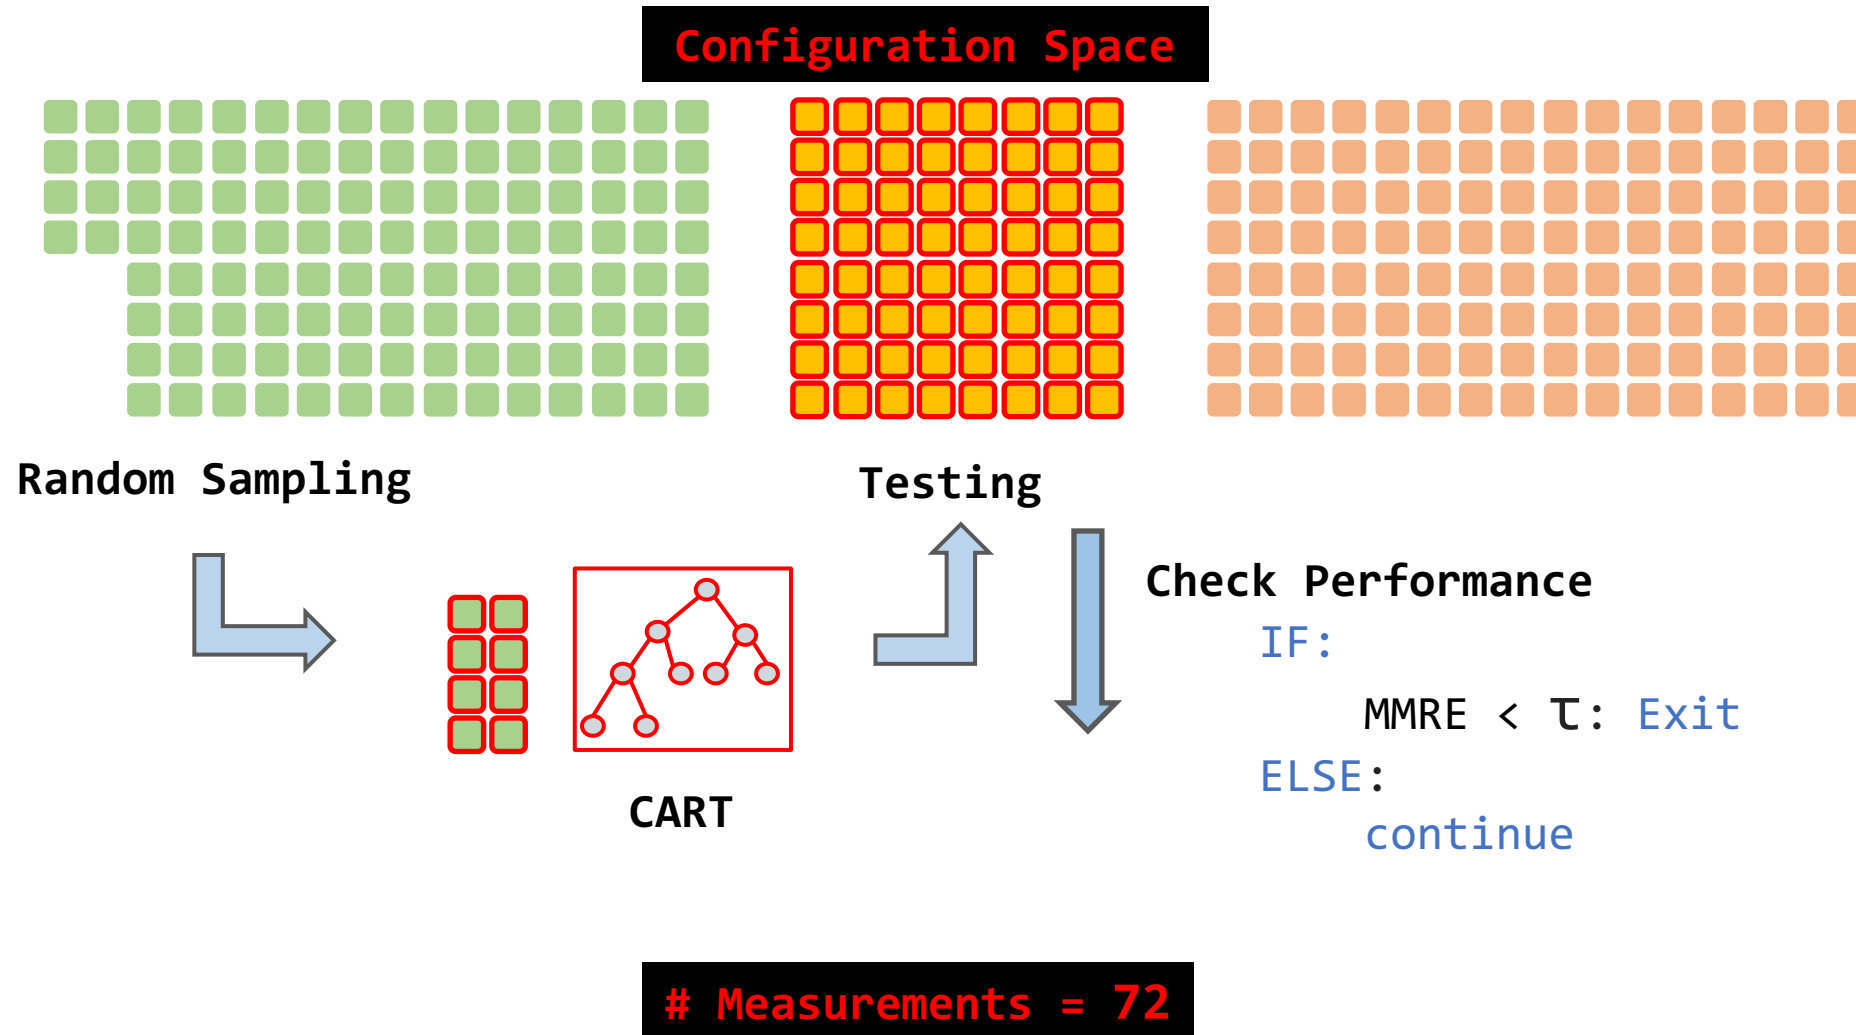 Configuration Space
Random Sampling
Testing
Check Performance
IF:
MMRE < τ: Exit
ELSE:
continue
CART
# Measurements = 72